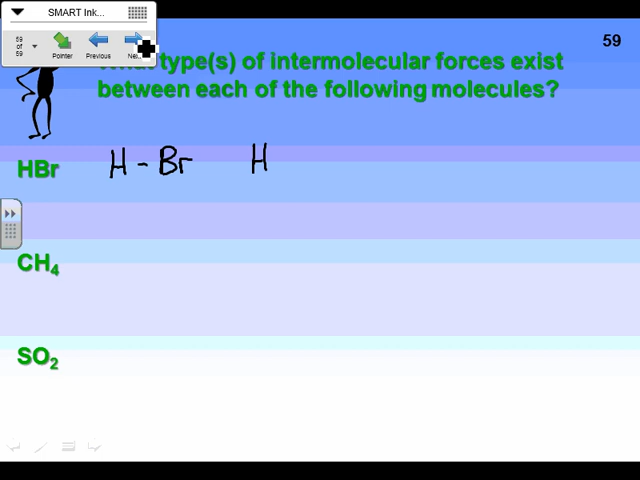 SMART Ink...
59 of 59
Pointer
Previous
59
type(s) of intermolecular forces exist
between each of the following molecules?
HBr H - Br H
CH₄
SO₂